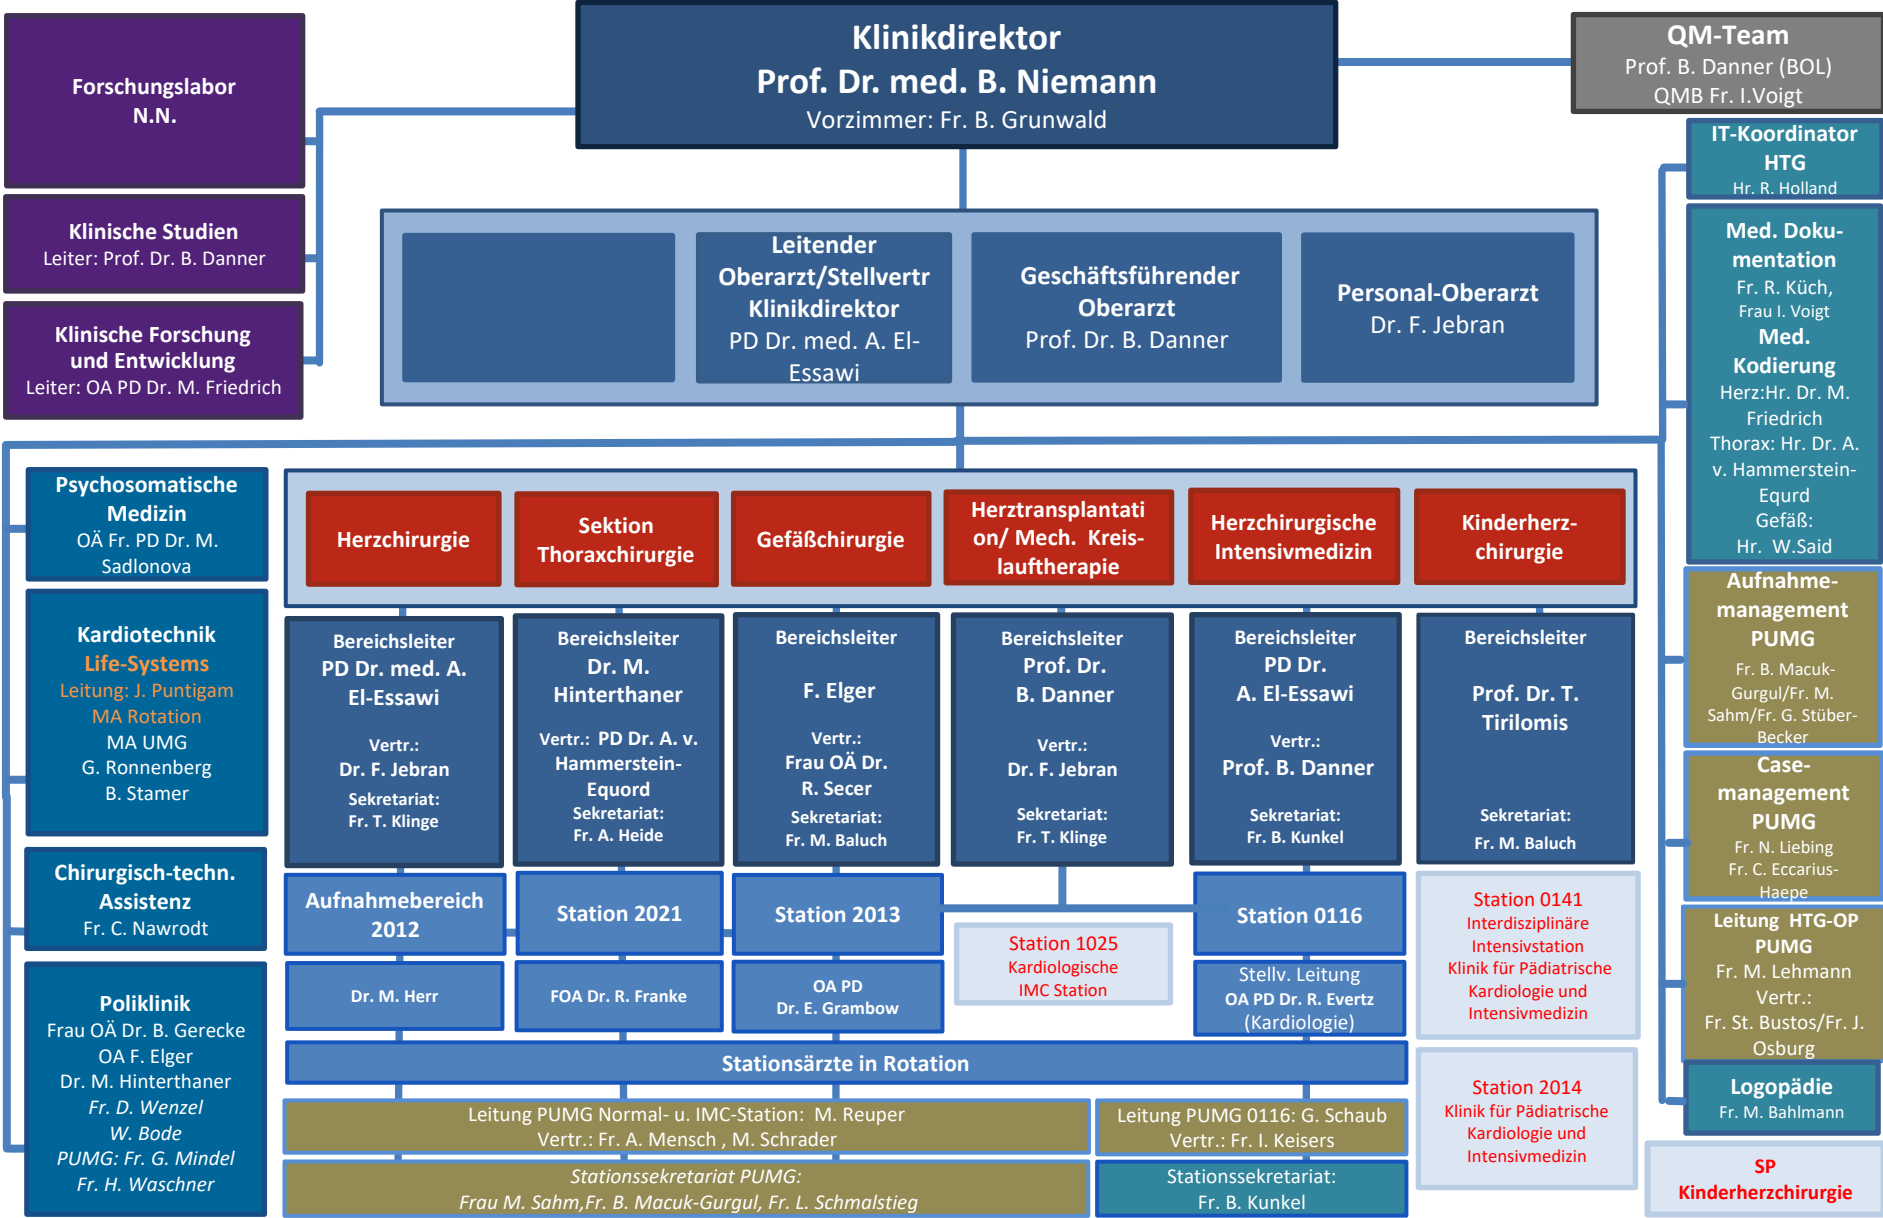 Klinikdirektor
Prof. Dr. med. B. Niemann
Vorzimmer: Fr. B. Grunwald
QM-Team
Prof. B. Danner (BOL)
QMB Fr. I.Voigt
Forschungslabor
N.N.
Klinische Studien
Leiter: Prof. Dr. B. Danner
Klinische Forschung
und Entwicklung
Leiter: OA PD Dr. M. Friedrich
Leitender
Oberarzt/Stellvertr
Klinikdirektor
PD Dr. med. A. El-
Essawi
Geschäftsführender
Oberarzt
Prof. Dr. B. Danner
Personal-Oberarzt
Dr. F. Jebran
IT-Koordinator
HTG
Hr. R. Holland
Med. Doku-
mentation
Fr. R. Küch,
Frau I. Voigt
Med.
Kodierung
Herz:Hr. Dr. M.
Friedrich
Thorax: Hr. Dr. A.
v. Hammerstein-
Equrd
Gefäß:
Hr. W.Said
Aufnahme-
management
PUMG
Fr. B. Macuk-
Gurgul/Fr. M.
Sahm/Fr. G. Stüber-
Becker
Case-
management
PUMG
Fr. N. Liebing
Fr. C. Eccarius-
Haepe
Leitung HTG-OP
PUMG
Fr. M. Lehmann
Vertr.:
Fr. St. Bustos/Fr. J.
Osburg
Logopädie
Fr. M. Bahlmann
SP
Kinderherzchirurgie
Psychosomatische
Medizin
OÄ Fr. PD Dr. M.
Sadlonova
Kardiotechnik
Life-Systems
Leitung: J. Puntigam
MA Rotation
MA UMG
G. Ronnenberg
B. Stamer
Chirurgisch-techn.
Assistenz
Fr. C. Nawrodt
Poliklinik
Frau OÄ Dr. B. Gerecke
OA F. Elger
Dr. M. Hinterthaner
Fr. D. Wenzel
W. Bode
PUMG: Fr. G. Mindel
Fr. H. Waschner
Herzchirurgie
Sektion
Thoraxchirurgie
Gefäßchirurgie
Herztransplantati
on/ Mech. Kreis-
lauftherapie
Herzchirurgische
Intensivmedizin
Kinderherz-
chirurgie
Bereichsleiter
PD Dr. med. A.
El-Essawi
Vertr.:
Dr. F. Jebran
Sekretariat:
Fr. T. Klinge
Bereichsleiter
Dr. M.
Hinterthaner
Vertr.: PD Dr. A. v.
Hammerstein-
Equord
Sekretariat:
Fr. A. Heide
Bereichsleiter
F. Elger
Vertr.:
Frau OÄ Dr.
R. Secer
Sekretariat:
Fr. M. Baluch
Bereichsleiter
Prof. Dr.
B. Danner
Vertr.:
Dr. F. Jebran
Sekretariat:
Fr. T. Klinge
Bereichsleiter
PD Dr.
A. El-Essawi
Vertr.:
Prof. B. Danner
Sekretariat:
Fr. B. Kunkel
Bereichsleiter
Prof. Dr. T.
Tirilomis
Sekretariat:
Fr. M. Baluch
Aufnahmebereich
2012
Dr. M. Herr
Station 2021
FOA Dr. R. Franke
Station 2013
OA PD
Dr. E. Grambow
Station 1025
Kardiologische
IMC Station
Station 0116
Stellv. Leitung
OA PD Dr. R. Evertz
(Kardiologie)
Station 0141
Interdisziplinäre
Intensivstation
Klinik für Pädiatrische
Kardiologie und
Intensivmedizin
Stationsärzte in Rotation
Station 2014
Klinik für Pädiatrische
Kardiologie und
Intensivmedizin
Leitung PUMG Normal- u. IMC-Station: M. Reuper
Vertr.: Fr. A. Mensch , M. Schrader
Leitung PUMG 0116: G. Schaub
Vertr.: Fr. I. Keisers
Stationssekretariat PUMG:
Frau M. Sahm,Fr. B. Macuk-Gurgul, Fr. L. Schmalstieg
Stationssekretariat:
Fr. B. Kunkel